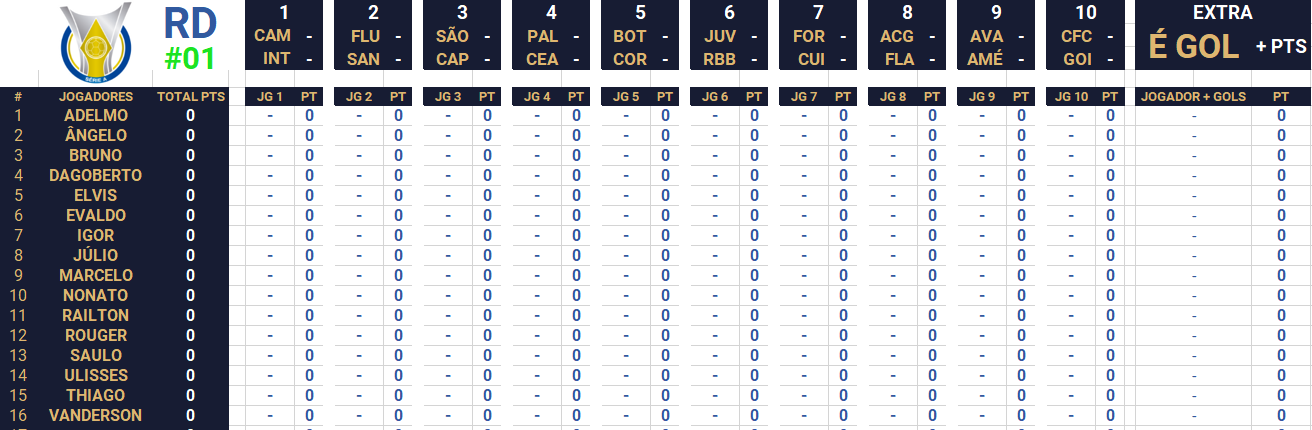 RD 1 2 3 4 5 6 7 8 9 10 EXTRA
#01 CAM - FLU - SÃO - PAL - BOT - JUV - FOR - ACG - AVA - CFC - É GOL + PTS
INT - SAN - CAP - CEA - COR - RBB - CUI - FLA - AMÉ - GOI -
SÉRIE A
# JOGADORES TOTAL PTS JG 1 PT JG 2 PT JG 3 PT JG 4 PT JG 5 PT JG 6 PT JG 7 PT JG 8 PT JG 9 PT JG 10 PT JOGADOR + GOLS PT
1 ADELMO 0 - 0 - 0 - 0 - 0 - 0 - 0 - 0 - 0 - 0 - 0 - 0
2 ÂNGELO 0 - 0 - 0 - 0 - 0 - 0 - 0 - 0 - 0 - 0 - 0 - 0
3 BRUNO 0 - 0 - 0 - 0 - 0 - 0 - 0 - 0 - 0 - 0 - 0 - 0
4 DAGOBERTO 0 - 0 - 0 - 0 - 0 - 0 - 0 - 0 - 0 - 0 - 0 - 0
5 ELVIS 0 - 0 - 0 - 0 - 0 - 0 - 0 - 0 - 0 - 0 - 0 - 0
6 EVALDO 0 - 0 - 0 - 0 - 0 - 0 - 0 - 0 - 0 - 0 - 0 - 0
7 IGOR 0 - 0 - 0 - 0 - 0 - 0 - 0 - 0 - 0 - 0 - 0 - 0
8 JÚLIO 0 - 0 - 0 - 0 - 0 - 0 - 0 - 0 - 0 - 0 - 0 - 0
9 MARCELO 0 - 0 - 0 - 0 - 0 - 0 - 0 - 0 - 0 - 0 - 0 - 0
10 NONATO 0 - 0 - 0 - 0 - 0 - 0 - 0 - 0 - 0 - 0 - 0 - 0
11 RAILTON 0 - 0 - 0 - 0 - 0 - 0 - 0 - 0 - 0 - 0 - 0 - 0
12 ROUGER 0 - 0 - 0 - 0 - 0 - 0 - 0 - 0 - 0 - 0 - 0 - 0
13 SAULO 0 - 0 - 0 - 0 - 0 - 0 - 0 - 0 - 0 - 0 - 0 - 0
14 ULISSES 0 - 0 - 0 - 0 - 0 - 0 - 0 - 0 - 0 - 0 - 0 - 0
15 THIAGO 0 - 0 - 0 - 0 - 0 - 0 - 0 - 0 - 0 - 0 - 0 - 0
16 VANDERSON 0 - 0 - 0 - 0 - 0 - 0 - 0 - 0 - 0 - 0 - 0 - 0